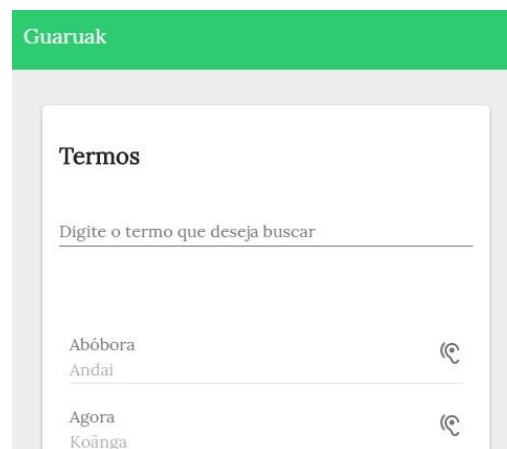 Guaruak
Termos
Digite o termo que deseja buscar
Abóbora
Andai
Agora
Koãnga